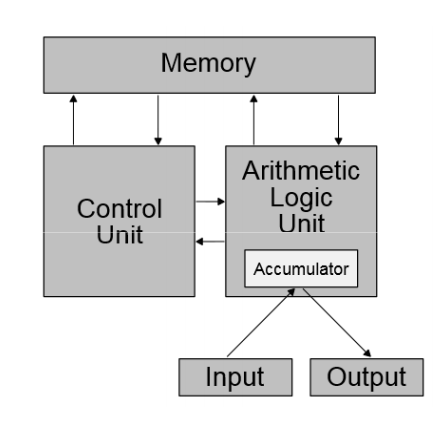 Memory
Control
Unit
Arithmetic
Logic
Unit
Accumulator
Input
Output